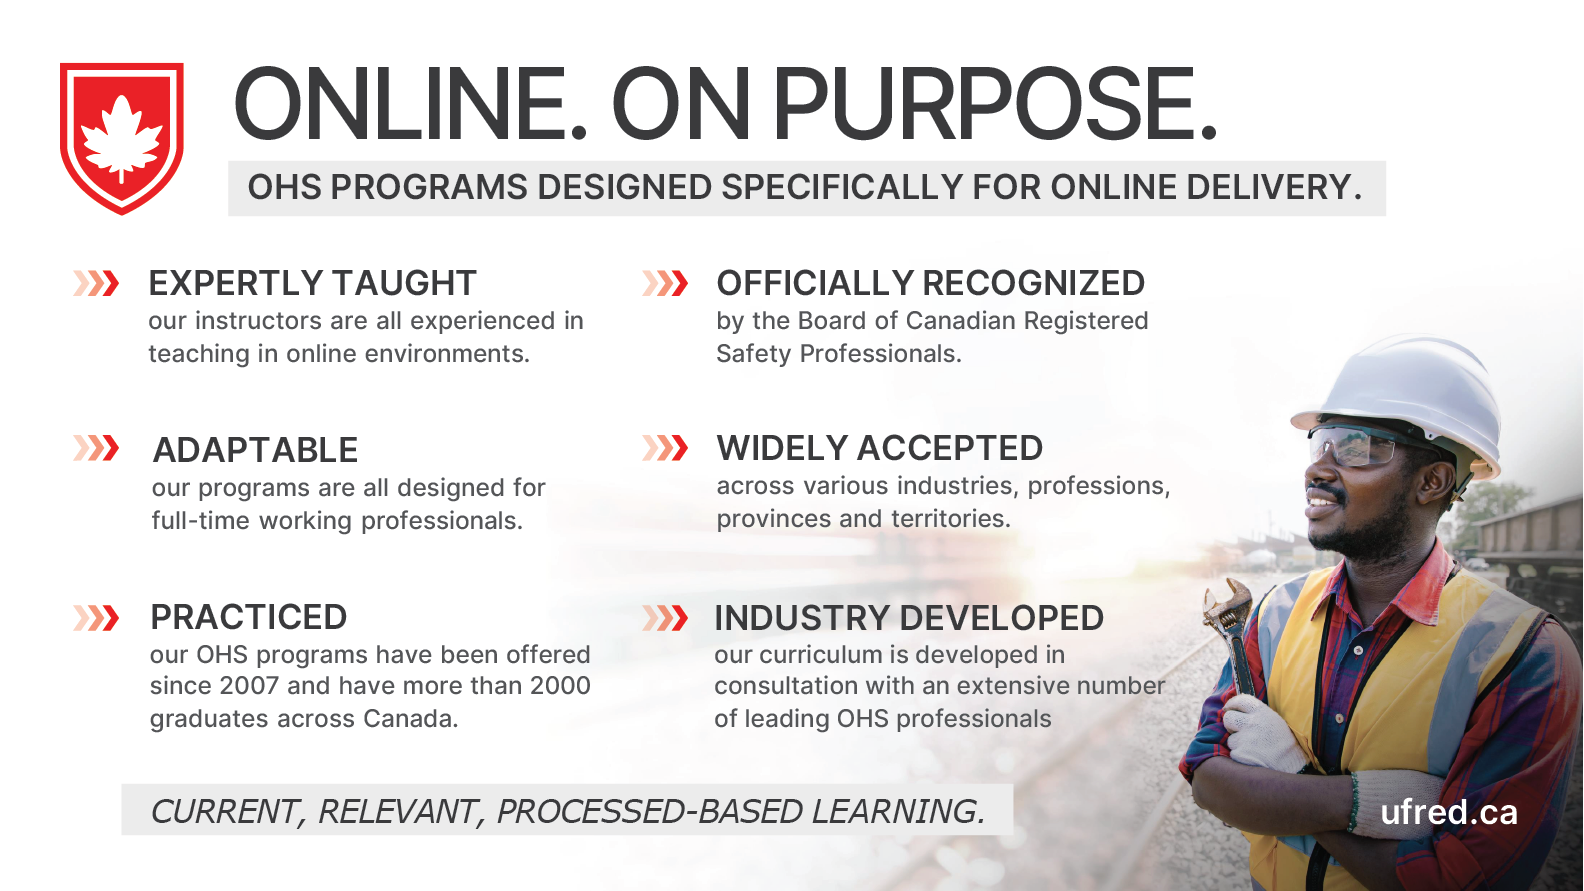 ONLINE. ON PURPOSE.
OHS PROGRAMS DESIGNED SPECIFICALLY FOR ONLINE DELIVERY.
EXPERTLY TAUGHT
our instructors are all experienced in
teaching in online environments.
OFFICIALLY RECOGNIZED
by the Board of Canadian Registered
Safety Professionals.
ADAPTABLE
our programs are all designed for
full-time working professionals.
WIDELY ACCEPTED
across various industries, professions,
provinces and territories.
PRACTICED
our OHS programs have been offered
since 2007 and have more than 2000
graduates across Canada.
INDUSTRY DEVELOPED
our curriculum is developed in
consultation with an extensive number
of leading OHS professionals
CURRENT, RELEVANT, PROCESSED-BASED LEARNING.
ufred.ca